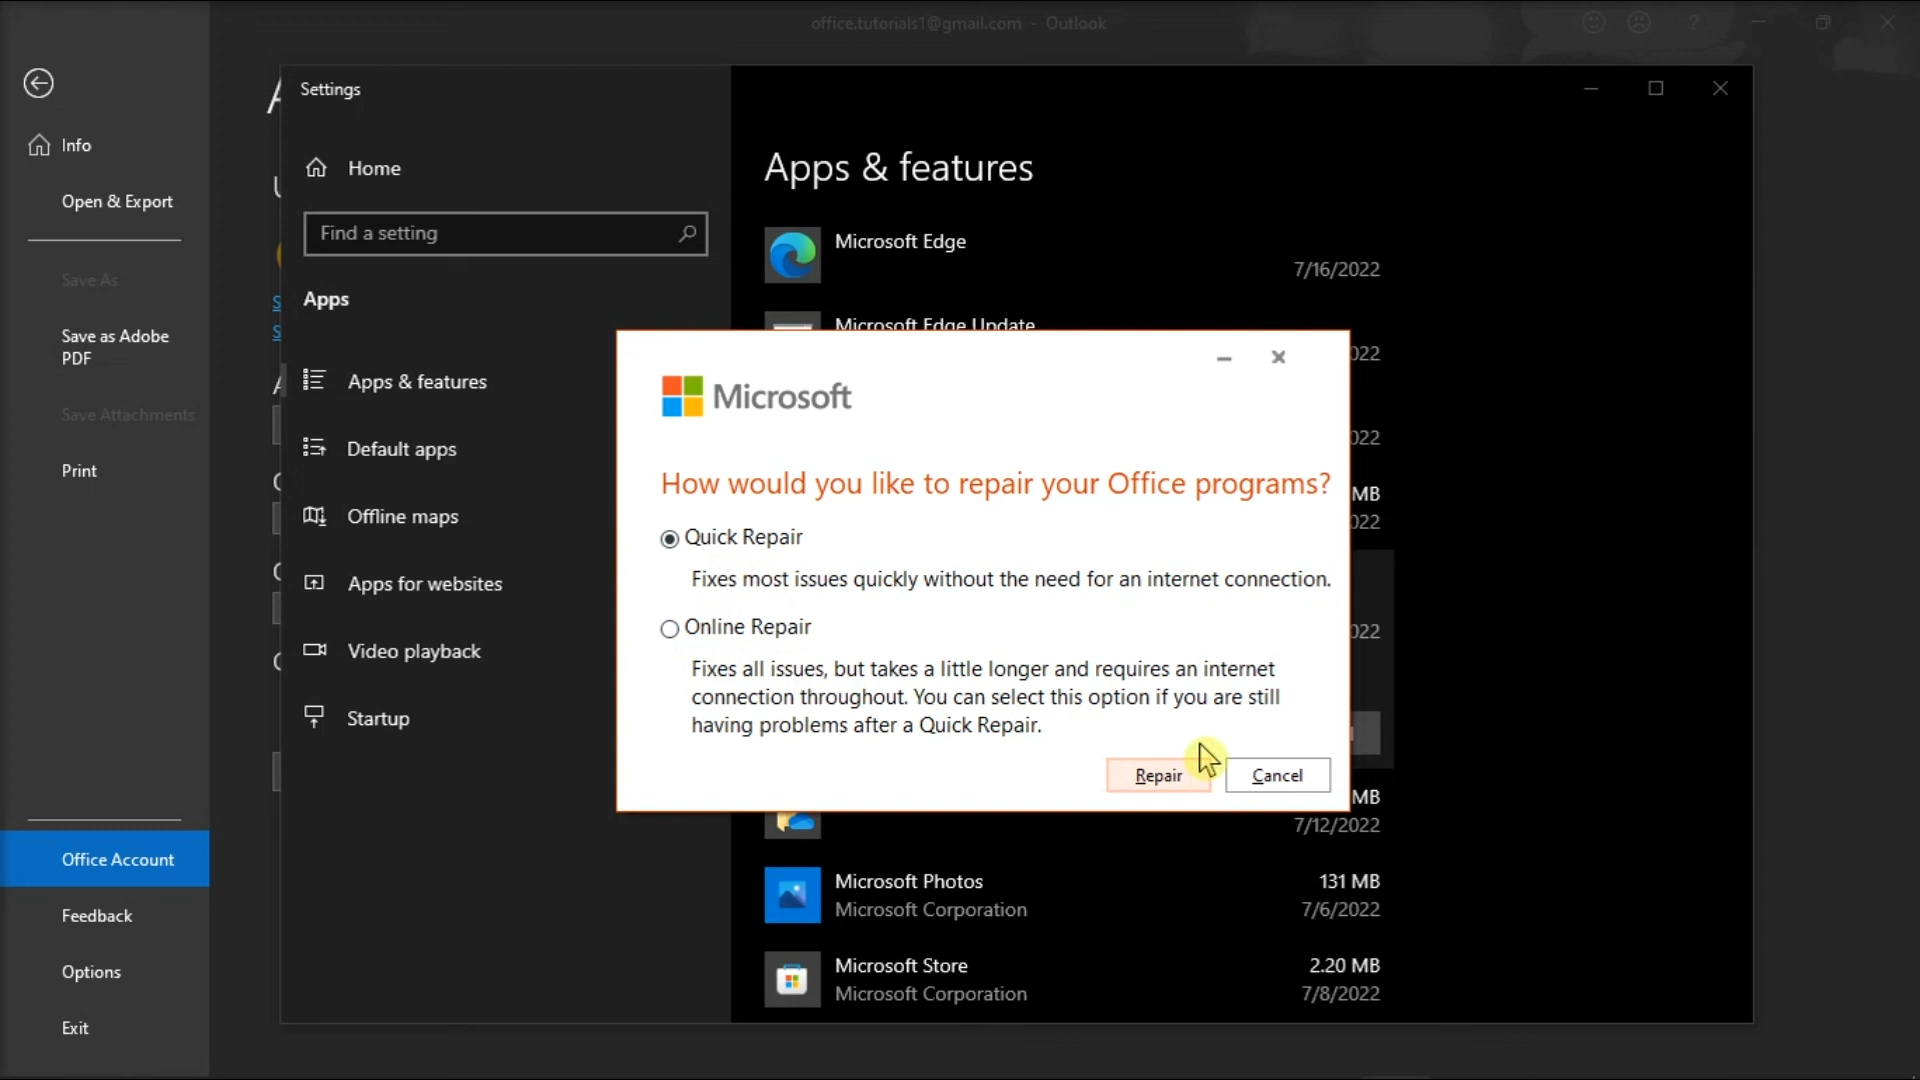 office.tutorials1@gmail.com - Outlook
Info
Open & Export
Save As
Save as Adobe
PDF
Save Attachments
Print
Office Account
Feedback
Options
Exit
Settings
Home
Find a setting
Apps
Apps & features
Default apps
Offline maps
Apps for websites
Video playback
Startup
Apps & features
Microsoft Edge
7/16/2022
Microsoft Edge Update
022
022
MB
022
022
MB
7/12/2022
Microsoft Photos
131 MB
Microsoft Corporation
7/6/2022
Microsoft Store
2.20 MB
Microsoft Corporation
7/8/2022
Microsoft
How would you like to repair your Office programs?
Quick Repair
Fixes most issues quickly without the need for an internet connection.
Online Repair
Fixes all issues, but takes a little longer and requires an internet
connection throughout. You can select this option if you are still
having problems after a Quick Repair.
Repair
Cancel